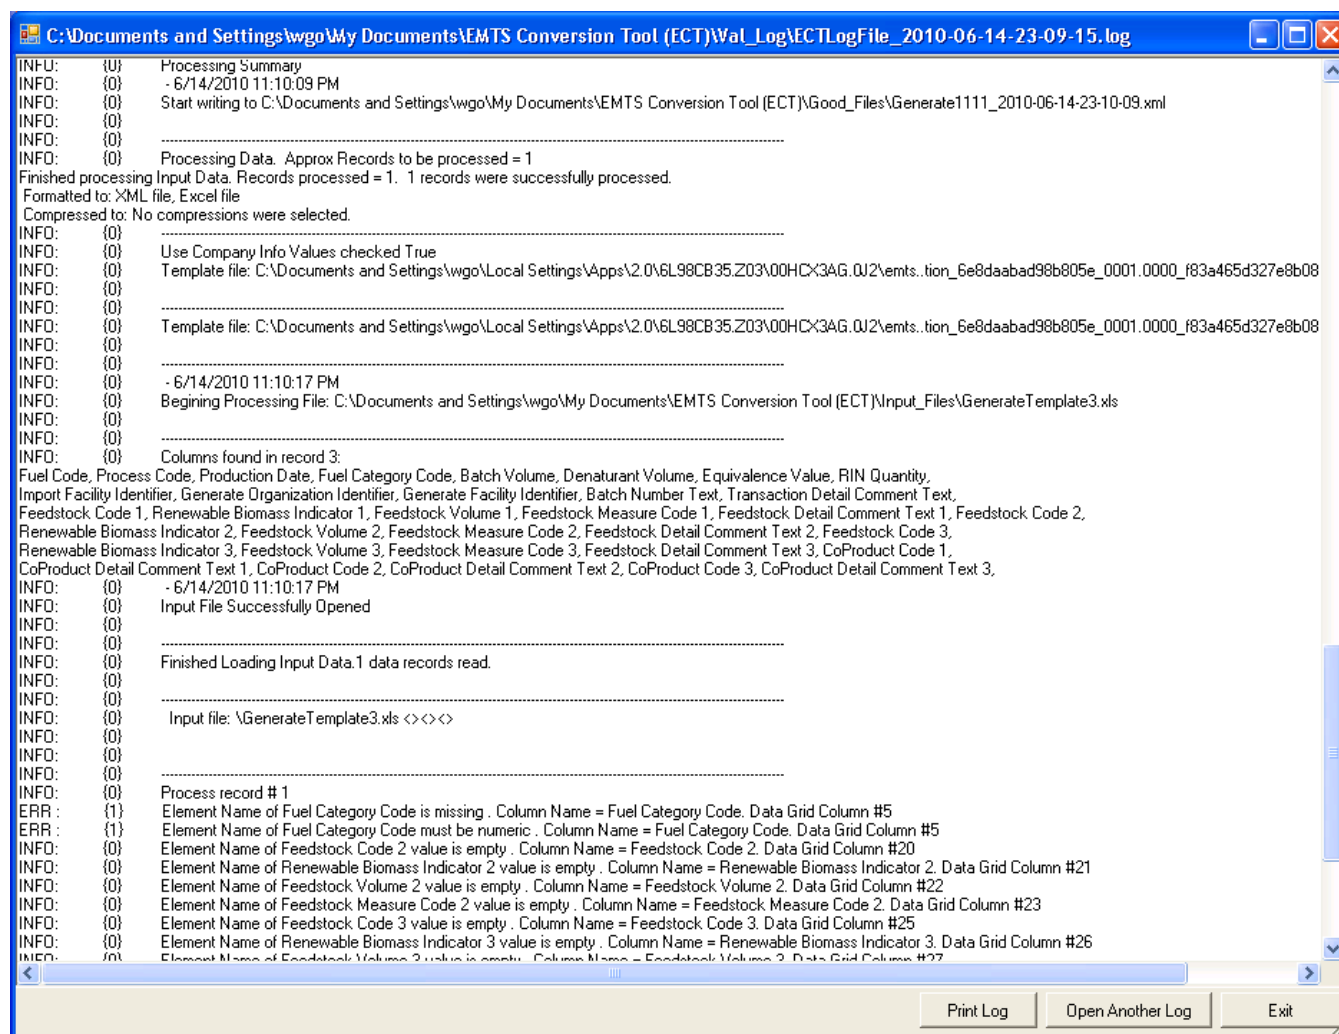 C:\Documents and Settings\wgo\My Documents\EMTS Conversion Tool (ECT)\Val_Log\ECTLogFile_2010-06-14-23-09-15.log
INFO: {0} Processing Summary
INFO: {0} - 6/14/2010 11:10:09 PM
INFO: {0} Start writing to C:\Documents and Settings\wgo\My Documents\EMTS Conversion Tool (ECT)\Good_Files\Generate1111_2010-06-14-23-10-09.xml
INFO: {0}
INFO: {0} ----------------------------------------------------------------
INFO: {0} Processing Data. Approx Records to be processed = 1
Finished processing Input Data. Records processed = 1. 1 records were successfully processed.
Formatted to: XML file, Excel file
Compressed to: No compressions were selected.
INFO: {0} ----------------------------------------------------------------
INFO: {0} Use Company Info Values checked True
INFO: {0} Template file: C:\Documents and Settings\wgo\Local Settings\Apps\2.0\6L98CB35.Z03\00HCX3AG.0J2\emts..tion_6e8daabad98b805e_0001.0000_f83a465d327e8b08
INFO: {0}
INFO: {0} ----------------------------------------------------------------
INFO: {0} Template file: C:\Documents and Settings\wgo\Local Settings\Apps\2.0\6L98CB35.Z03\00HCX3AG.0J2\emts..tion_6e8daabad98b805e_0001.0000_f83a465d327e8b08
INFO: {0}
INFO: {0} ----------------------------------------------------------------
INFO: {0} - 6/14/2010 11:10:17 PM
INFO: {0} Begining Processing File: C:\Documents and Settings\wgo\My Documents\EMTS Conversion Tool (ECT)\Input_Files\GenerateTemplate3.xls
INFO: {0}
INFO: {0} ----------------------------------------------------------------
INFO: {0} Columns found in record 3:
Fuel Code, Process Code, Production Date, Fuel Category Code, Batch Volume, Denaturant Volume, Equivalence Value, RIN Quantity,
Import Facility Identifier, Generate Organization Identifier, Generate Facility Identifier, Batch Number Text, Transaction Detail Comment Text,
Feedstock Code 1, Renewable Biomass Indicator 1, Feedstock Volume 1, Feedstock Measure Code 1, Feedstock Detail Comment Text 1, Feedstock Code 2,
Renewable Biomass Indicator 2, Feedstock Volume 2, Feedstock Measure Code 2, Feedstock Detail Comment Text 2, Feedstock Code 3,
Renewable Biomass Indicator 3, Feedstock Volume 3, Feedstock Measure Code 3, Feedstock Detail Comment Text 3, CoProduct Code 1,
CoProduct Detail Comment Text 1, CoProduct Code 2, CoProduct Detail Comment Text 2, CoProduct Code 3, CoProduct Detail Comment Text 3,
INFO: {0} - 6/14/2010 11:10:17 PM
INFO: {0} Input File Successfully Opened
INFO: {0}
INFO: {0} ----------------------------------------------------------------
INFO: {0} Finished Loading Input Data.1 data records read.
INFO: {0}
INFO: {0} ----------------------------------------------------------------
INFO: {0} Input file: \GenerateTemplate3.xls <><><>
INFO: {0}
INFO: {0}
INFO: {0} ----------------------------------------------------------------
INFO: {0} Process record # 1
ERR : {1} Element Name of Fuel Category Code is missing . Column Name = Fuel Category Code. Data Grid Column #5
ERR : {1} Element Name of Fuel Category Code must be numeric . Column Name = Fuel Category Code. Data Grid Column #5
INFO: {0} Element Name of Feedstock Code 2 value is empty . Column Name = Feedstock Code 2. Data Grid Column #20
INFO: {0} Element Name of Renewable Biomass Indicator 2 value is empty . Column Name = Renewable Biomass Indicator 2. Data Grid Column #21
INFO: {0} Element Name of Feedstock Volume 2 value is empty . Column Name = Feedstock Volume 2. Data Grid Column #22
INFO: {0} Element Name of Feedstock Measure Code 2 value is empty . Column Name = Feedstock Measure Code 2. Data Grid Column #23
INFO: {0} Element Name of Feedstock Code 3 value is empty . Column Name = Feedstock Code 3. Data Grid Column #25
INFO: {0} Element Name of Renewable Biomass Indicator 3 value is empty . Column Name = Renewable Biomass Indicator 3. Data Grid Column #26
INFO: {0} Element Name of Feedstock Volume 3 value is empty . Column Name = Feedstock Volume 3. Data Grid Column #27
Print Log
Open Another Log
Exit